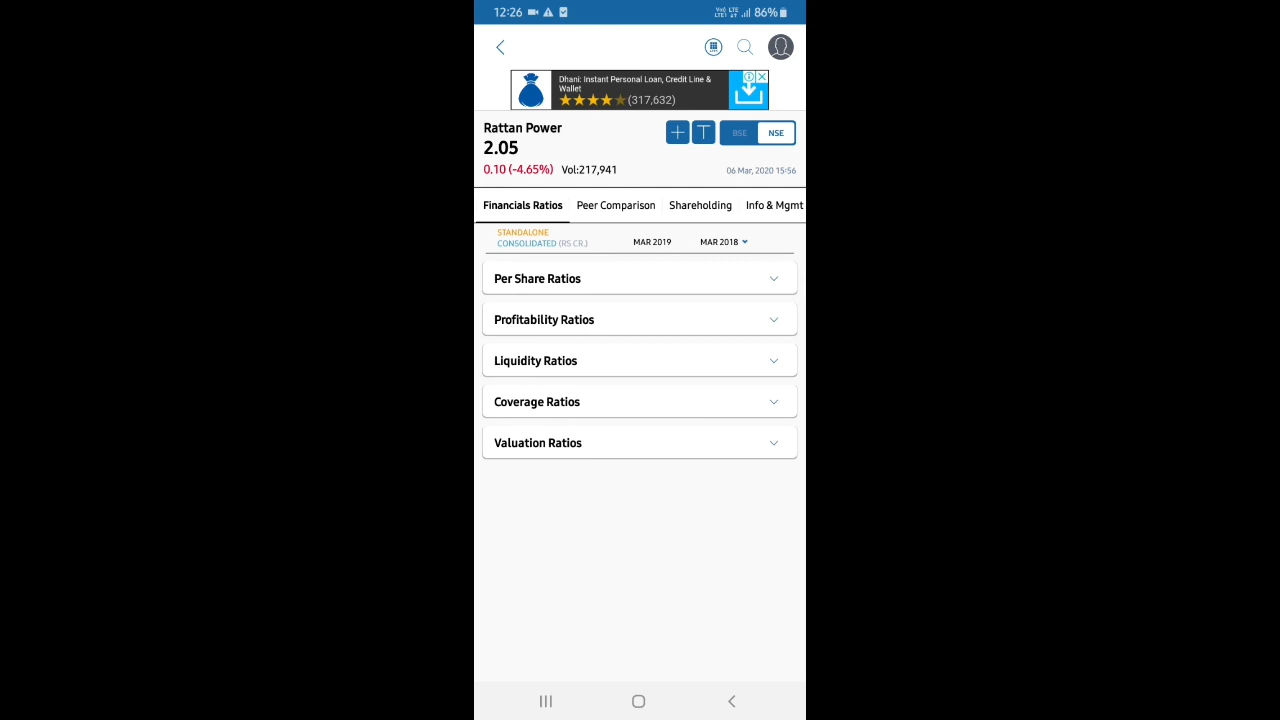 12:26
86%
Dhani: Instant Personal Loan, Credit Line &
Wallet
(317,632)
Rattan Power
BSE
NSE
2.05
0.10 (-4.65%) Vol:217,941
06 Mar, 2020 15:56
Financials Ratios
Peer Comparison
Shareholding
Info & Mgmt
STANDALONE
CONSOLIDATED (RS CR.)
MAR 2019
MAR 2018
Per Share Ratios
Profitability Ratios
Liquidity Ratios
Coverage Ratios
Valuation Ratios